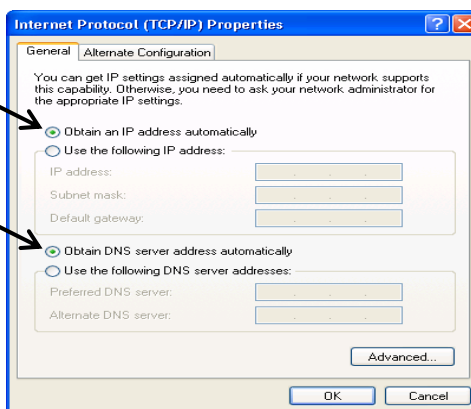 Internet Protocol (TCP/IP) Properties
General
Alternate Configuration
You can get IP settings assigned automatically if your network supports
this capability. Otherwise, you need to ask your network administrator for
the appropriate IP settings.
Obtain an IP address automatically
Use the following IP address:
IP address:
Subnet mask:
Default gateway:
Obtain DNS server address automatically
Use the following DNS server addresses:
Preferred DNS server:
Alternate DNS server:
Advanced...
OK
Cancel